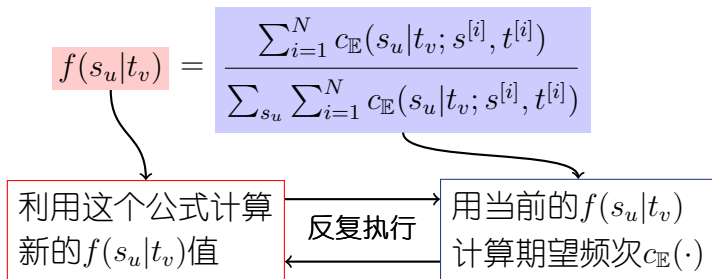 f(s_u|t_v) = \frac{\sum_{i=1}^{N} c_{\mathbb{E}}(s_u|t_v; s^{[i]}, t^{[i]})}{\sum_{s_u} \sum_{i=1}^{N} c_{\mathbb{E}}(s_u|t_v; s^{[i]}, t^{[i]})}
利用这个公式计算
新的f(s_u|t_v)值
反复执行
用当前的f(s_u|t_v)
计算期望频次c_{\mathbb{E}}(·)